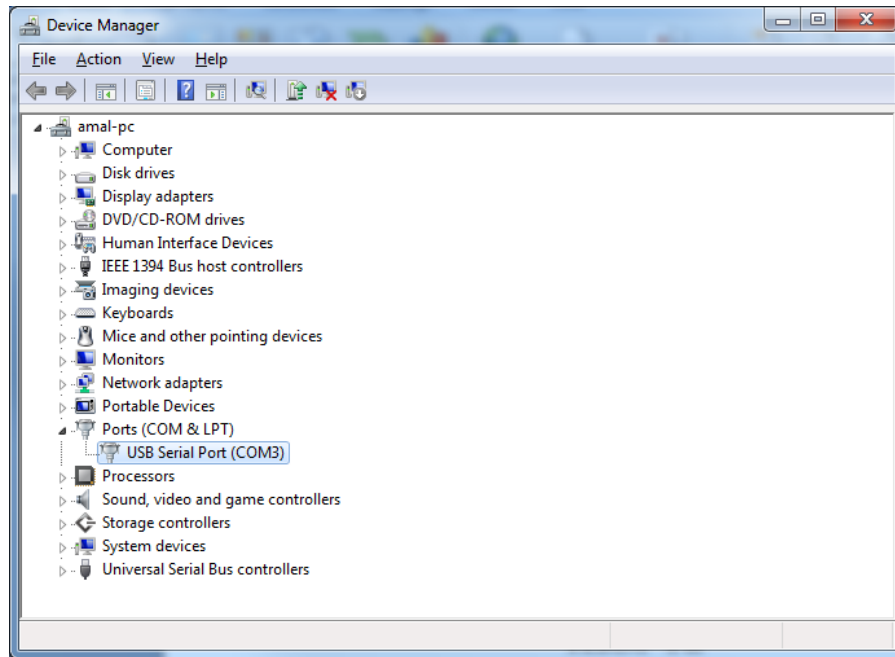 Device Manager
File Action View Help
amal-pc
Computer
Disk drives
Display adapters
DVD/CD-ROM drives
Human Interface Devices
IEEE 1394 Bus host controllers
Imaging devices
Keyboards
Mice and other pointing devices
Monitors
Network adapters
Portable Devices
Ports (COM & LPT)
USB Serial Port (COM3)
Processors
Sound, video and game controllers
Storage controllers
System devices
Universal Serial Bus controllers